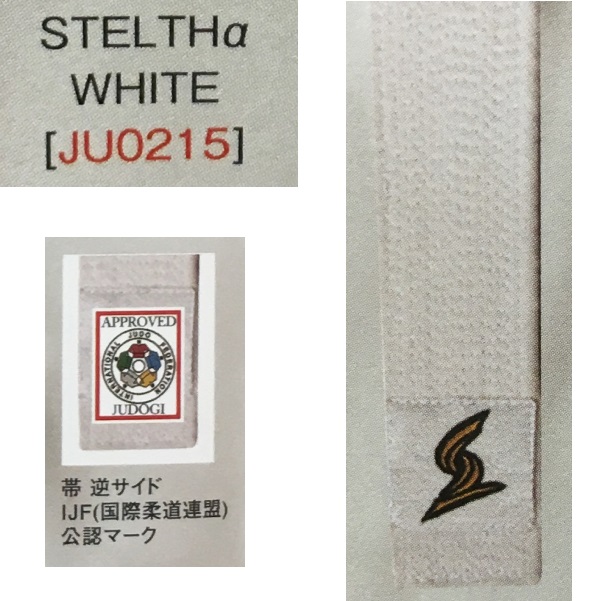 STELTHα
WHITE
[JU0215]
APPROVED
INTERNATIONAL JUDO FEDERATION
JUDOGI
帯 逆サイド
IJF(国際柔道連盟)
公認マーク